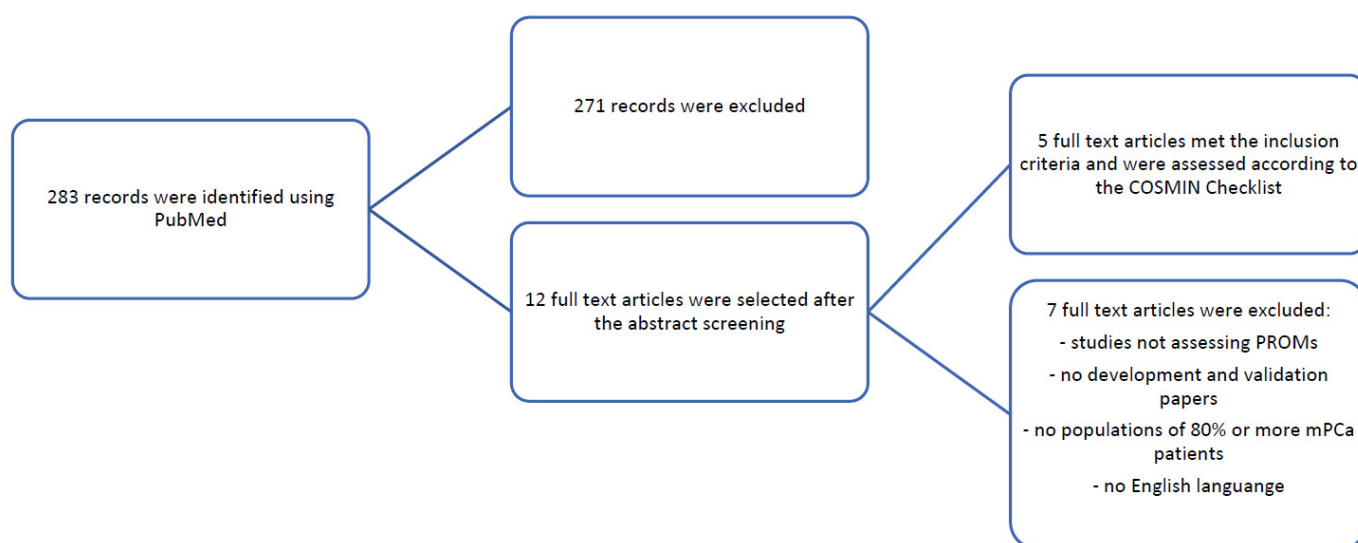 283 records were identified using
PubMed
271 records were excluded
12 full text articles were selected after
the abstract screening
5 full text articles met the inclusion
criteria and were assessed according to
the COSMIN Checklist
7 full text articles were excluded:
- studies not assessing PROMs
- no development and validation
papers
- no populations of 80% or more mPCa
patients
- no English languange